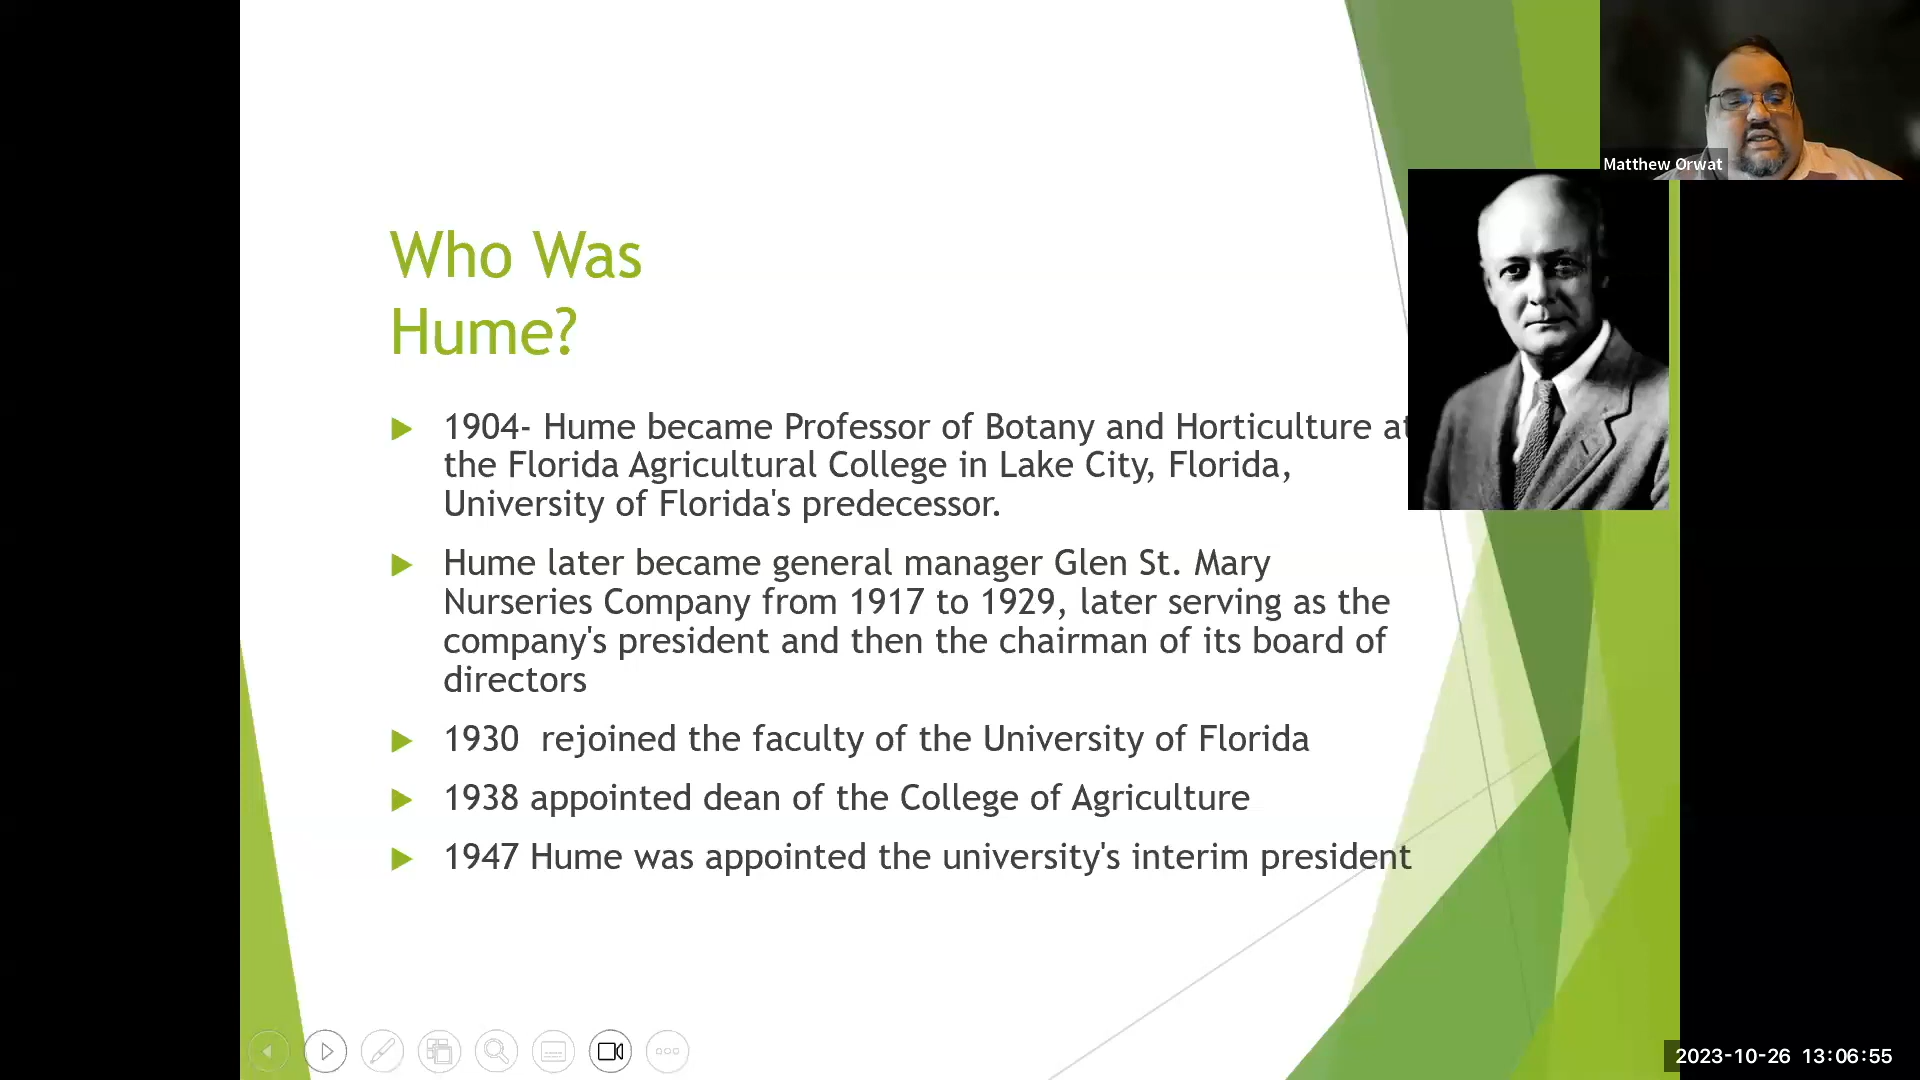 Matthew Orwat
Who Was
Hume?
1904- Hume became Professor of Botany and Horticulture at
the Florida Agricultural College in Lake City, Florida,
University of Florida's predecessor.
Hume later became general manager Glen St. Mary
Nurseries Company from 1917 to 1929, later serving as the
company's president and then the chairman of its board of
directors
1930  rejoined the faculty of the University of Florida
1938 appointed dean of the College of Agriculture
1947 Hume was appointed the university's interim president
2023-10-26 13:06:55